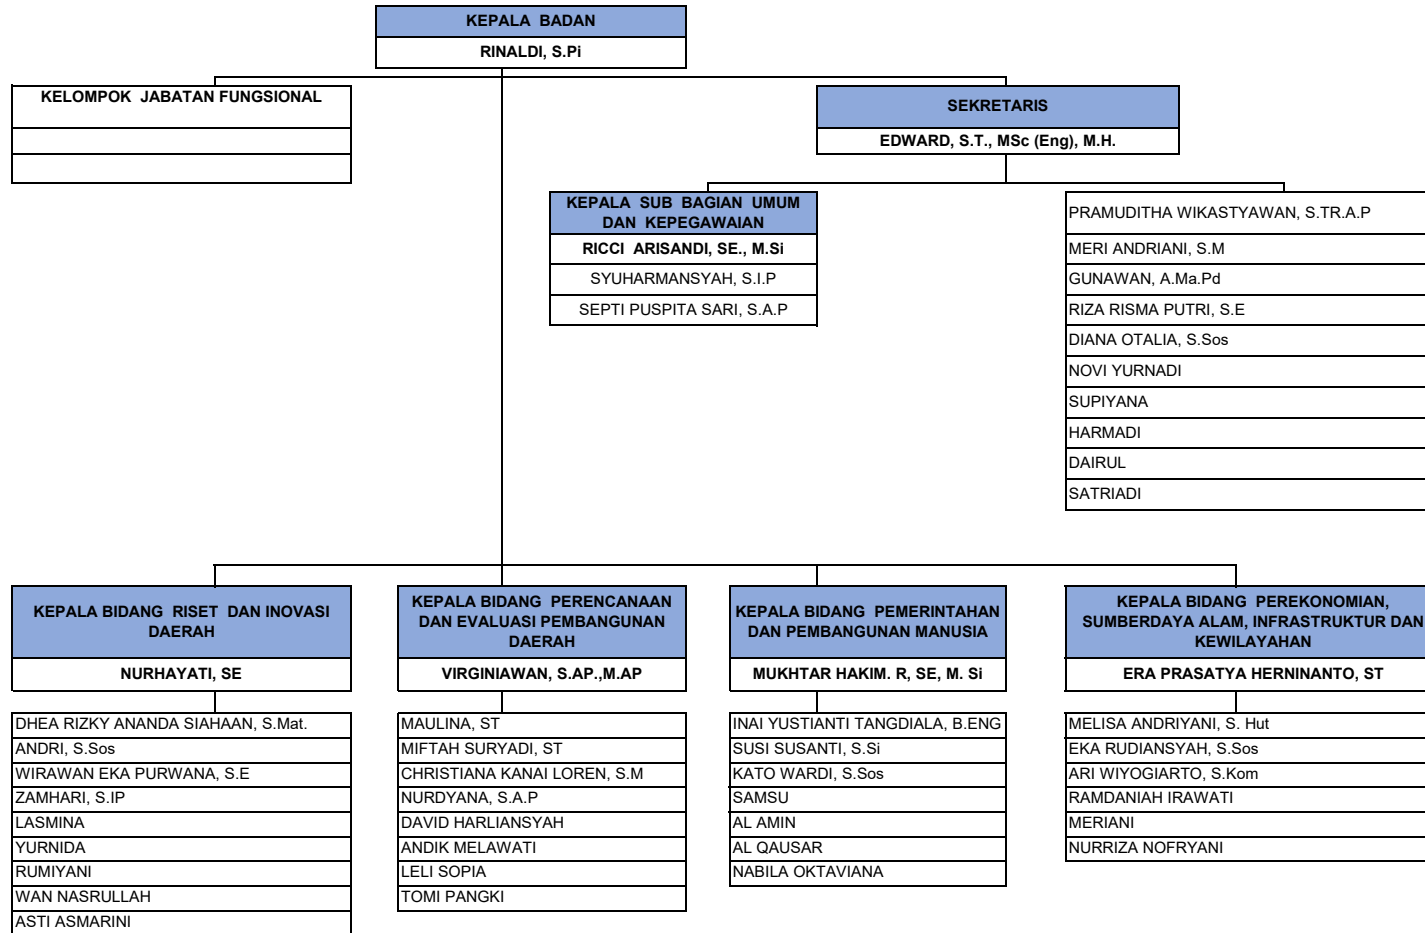 KEPALA BADAN
RINALDI, S.Pi
KELOMPOK JABATAN FUNGSIONAL
SEKRETARIS
EDWARD, S.T., MSc (Eng), M.H.
KEPALA SUB BAGIAN UMUM
DAN KEPEGAWAIAN
RICCI ARISANDI, SE., M.Si
SYUHARMANSYAH, S.I.P
SEPTI PUSPITA SARI, S.A.P
PRAMUDITHA WIKASTYAWAN, S.TR.A.P
MERI ANDRIANI, S.M
GUNAWAN, A.Ma.Pd
RIZA RISMA PUTRI, S.E
DIANA OTALIA, S.Sos
NOVI YURNADI
SUPIYANA
HARMADI
DAIRUL
SATRIADI
KEPALA BIDANG RISET DAN INOVASI
DAERAH
NURHAYATI, SE
DHEA RIZKY ANANDA SIAHAAN, S.Mat.
ANDRI, S.Sos
WIRAWAN EKA PURWANA, S.E
ZAMHARI, S.IP
LASMINA
YURNIDA
RUMIYANI
WAN NASRULLAH
ASTI ASMARINI
KEPALA BIDANG PERENCANAAN
DAN EVALUASI PEMBANGUNAN
DAERAH
VIRGINIAWAN, S.AP.,M.AP
MAULINA, ST
MIFTAH SURYADI, ST
CHRISTIANA KANAI LOREN, S.M
NURDYANA, S.A.P
DAVID HARLIANSYAH
ANDIK MELAWATI
LELI SOPIA
TOMI PANGKI
KEPALA BIDANG PEMERINTAHAN
DAN PEMBANGUNAN MANUSIA
MUKHTAR HAKIM. R, SE, M. Si
INAI YUSTIANTI TANGDIALA, B.ENG
SUSI SUSANTI, S.Si
KATO WARDI, S.Sos
SAMSU
AL AMIN
AL QAUSAR
NABILA OKTAVIANA
KEPALA BIDANG PEREKONOMIAN,
SUMBERDAYA ALAM, INFRASTRUKTUR DAN
KEWILAYAHAN
ERA PRASATYA HERNINANTO, ST
MELISA ANDRIYANI, S. Hut
EKA RUDIANSYAH, S.Sos
ARI WIYOGIARTO, S.Kom
RAMDANIAH IRAWATI
MERIANI
NURRIZA NOFRYANI